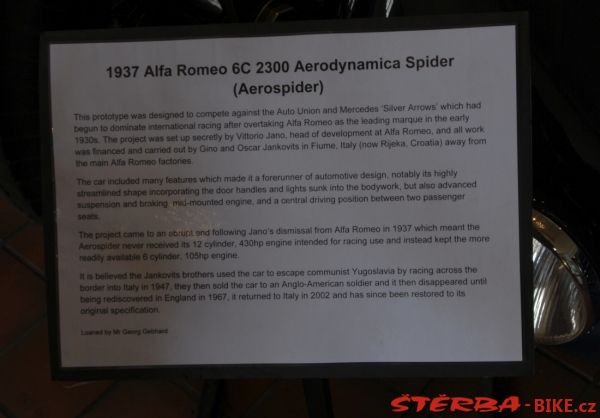 1937 Alfa Romeo 6C 2300 Aerodynamica Spider
(Aerospider)
This prototype was designed to compete against the Auto Union and Mercedes 'Silver Arrows' which had
begun to dominate international racing after overtaking Alfa Romeo as the leading marque in the early
1930s. The project was set up secretly by Vittorio Jano, head of development at Alfa Romeo, and all work
was financed and carried out by Gino and Oscar Jankovits in Fiume, Italy (now Rijeka, Croatia) away from
the main Alfa Romeo factories.
The car included many features which made it a forerunner of automotive design, notably its highly
streamlined shape incorporating the door handles and lights sunk into the bodywork, but also advanced
suspension and braking, mid-mounted engine, and a central driving position between two passenger
seats.
The project came to an abrupt end following Jano's dismissal from Alfa Romeo in 1937 which meant the
Aerospider never received its 12 cylinder, 430hp engine intended for racing use and instead kept the more
readily available 6 cylinder, 105hp engine.
It is believed the Jankovits brothers used the car to escape communist Yugoslavia by racing across the
border into Italy in 1947, they then sold the car to an Anglo-American soldier and it then disappeared until
being rediscovered in England in 1967, it returned to Italy in 2002 and has since been restored to its
original specification.
Loaned by Mr Georg Gebhard
ŠTĚRBA-BIKE.cz